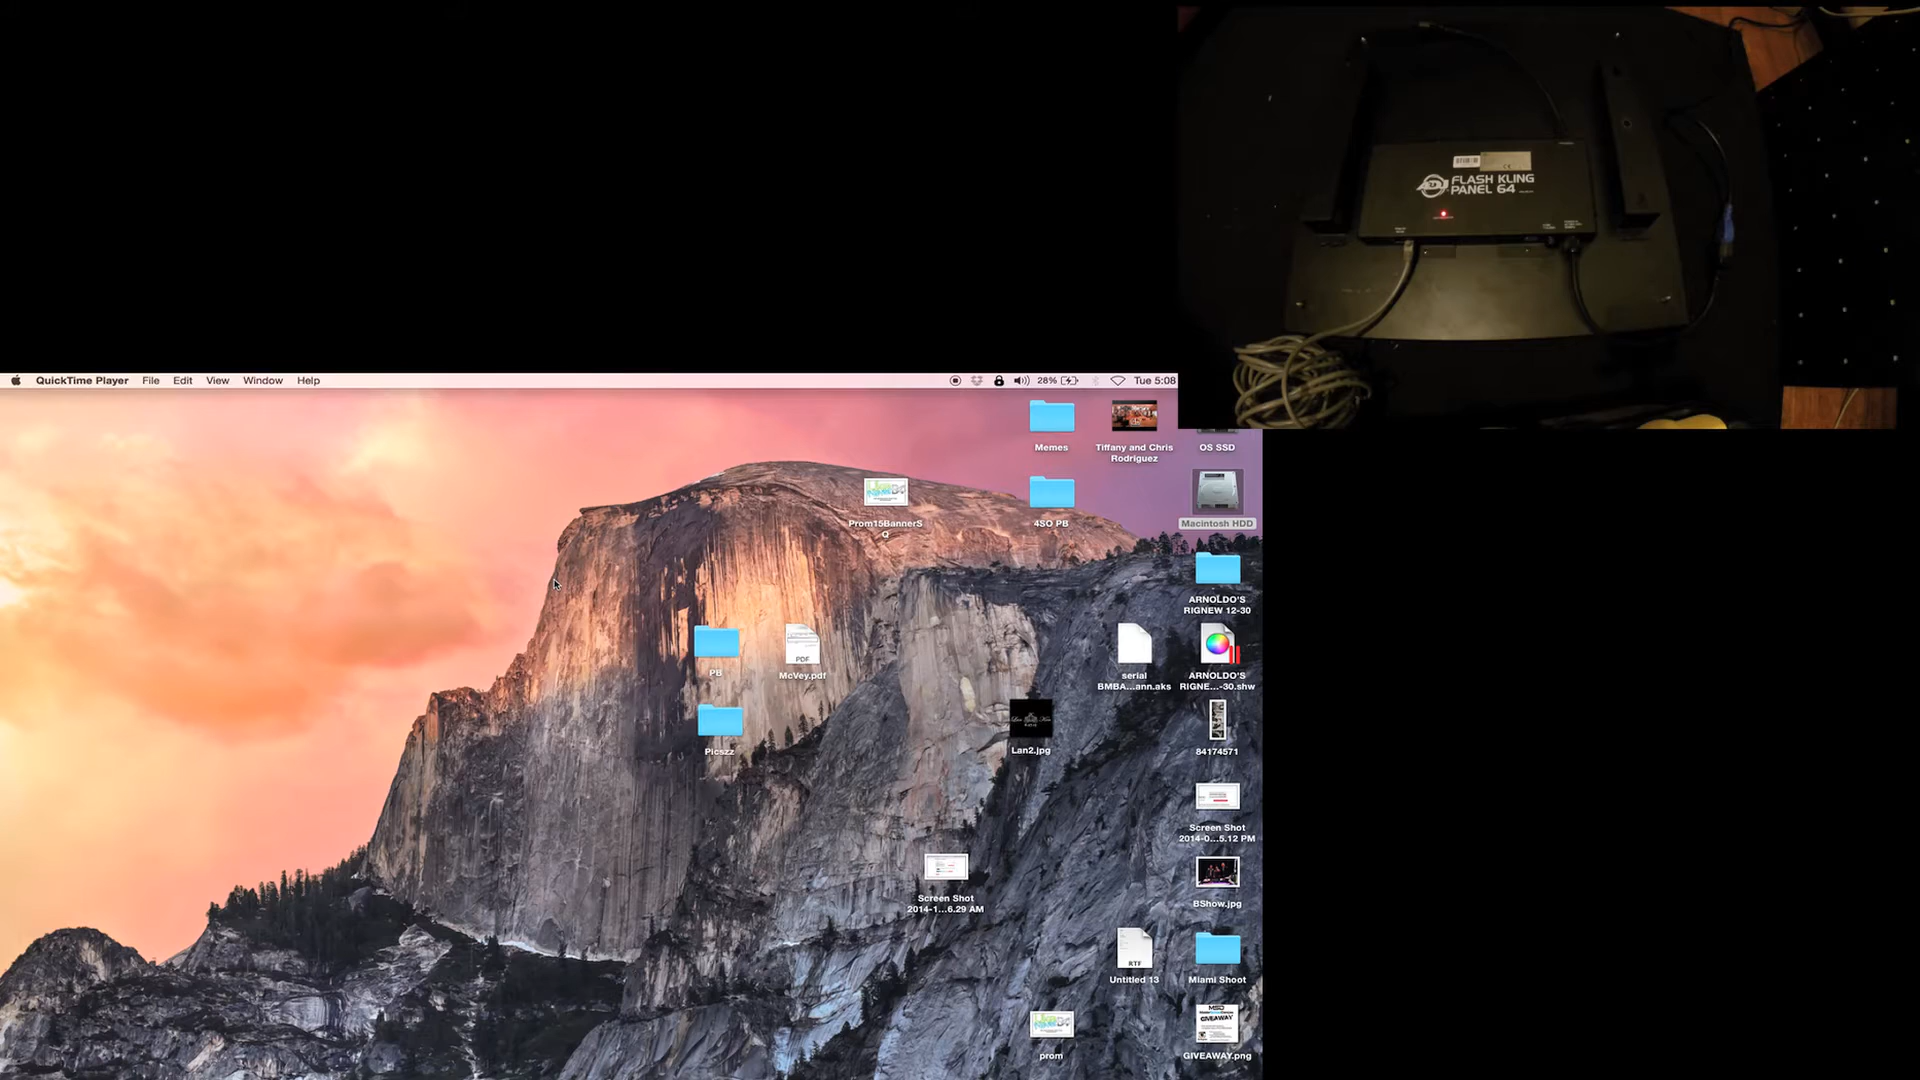 FLASH KLING
PANEL 64
QuickTime Player File Edit View Window Help
28% Tue 5:08
Memes
Tiffany and Chris
Rodriguez
OS SSD
Prom15BannerS
Q
4SO PB
Macintosh HDD
ARNOLDO'S
RIGNEW 12-30
PB
PDF
McVey.pdf
serial
BMBA...ann.aks
ARNOLDO'S
RIGNE...-30.shw
Picszz
Lan2.jpg
84174571
Screen Shot
2014-0...5.12 PM
Screen Shot
2014-1...6.29 AM
BShow.jpg
RTF
Untitled 13
Miami Shoot
GIVEAWAY
prom
GIVEAWAY.png